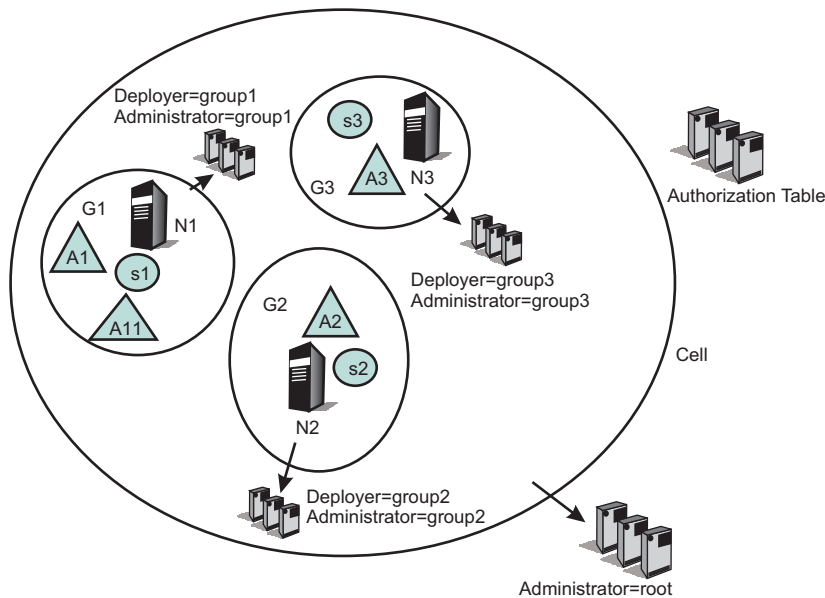 Deployer=group1
Administrator=group1
s3
A3
N3
G3
Authorization Table
G1
N1
A1
s1
A11
Deployer=group3
Administrator=group3
G2
A2
s2
N2
Cell
Deployer=group2
Administrator=group2
Administrator=root